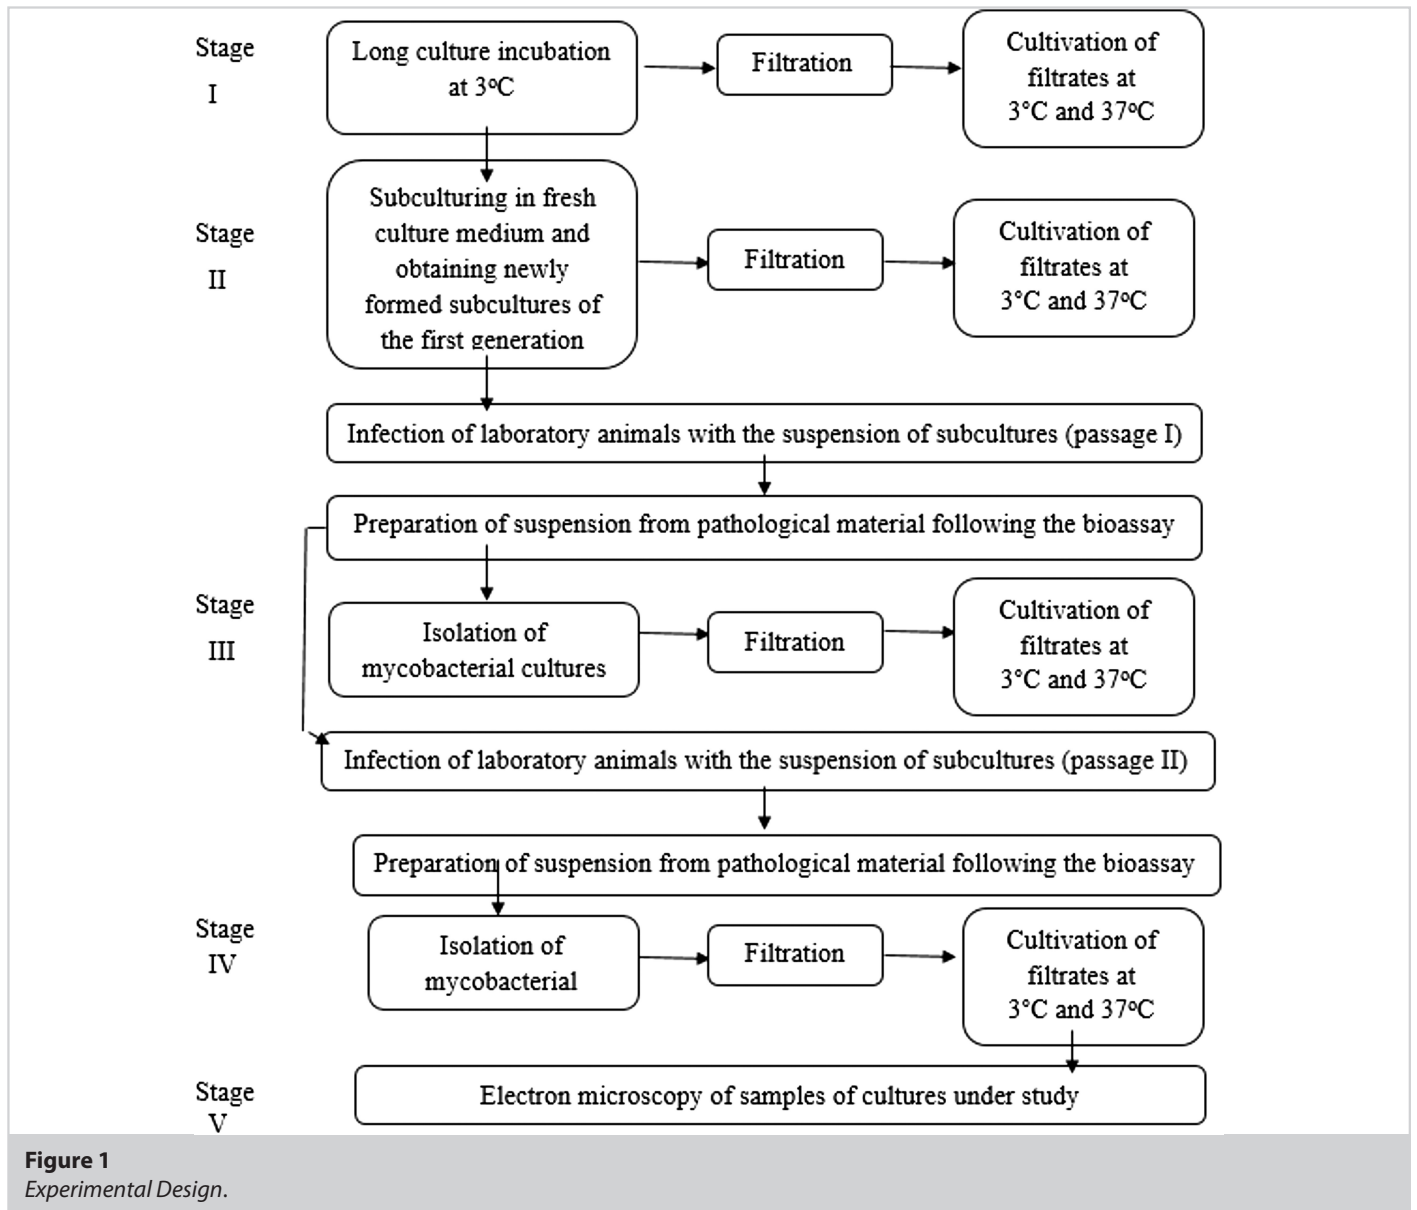 Stage
I
Long culture incubation
at 3ºC
Filtration
Cultivation of
filtrates at
3°C and 37ºC
Stage
II
Subculturing in fresh
culture medium and
obtaining newly
formed subcultures of
the first generation
Filtration
Cultivation of
filtrates at
3°C and 37ºC
Infection of laboratory animals with the suspension of subcultures (passage I)
Preparation of suspension from pathological material following the bioassay
Stage
III
Isolation of
mycobacterial cultures
Filtration
Cultivation of
filtrates at
3°C and 37ºC
Infection of laboratory animals with the suspension of subcultures (passage II)
Preparation of suspension from pathological material following the bioassay
Stage
IV
Isolation of
mycobacterial
Filtration
Cultivation of
filtrates at
3°C and 37ºC
Stage
V
Electron microscopy of samples of cultures under study
Figure 1
Experimental Design.